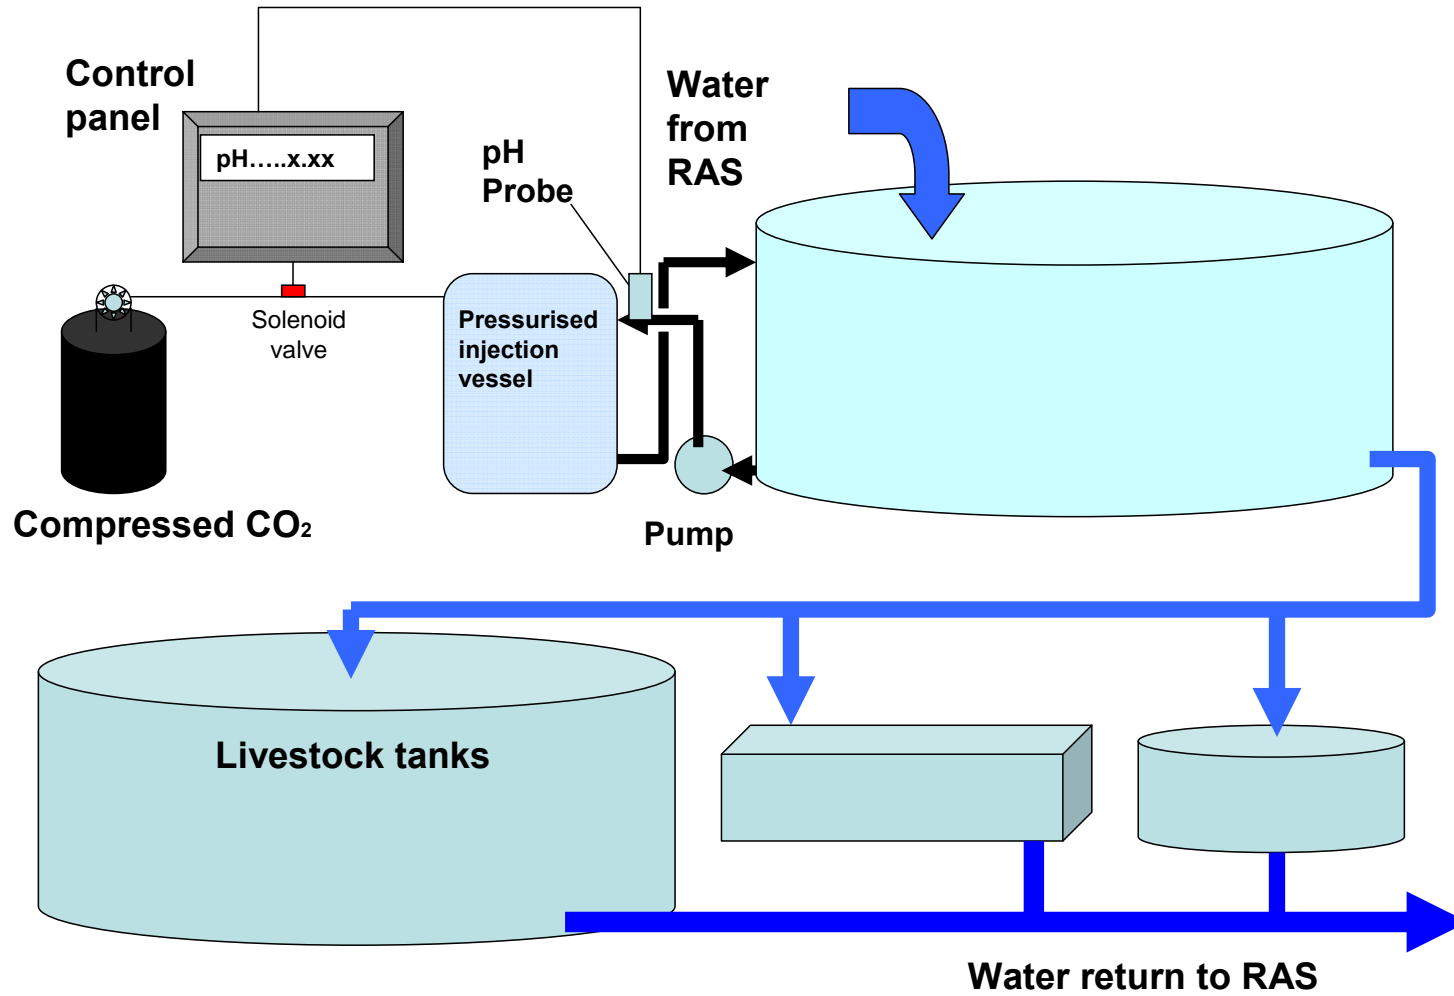 Control
panel
pH.....x.xx
pH
Probe
Water
from
RAS
Solenoid
valve
Pressurised
injection
vessel
Compressed CO₂
Pump
Livestock tanks
Water return to RAS